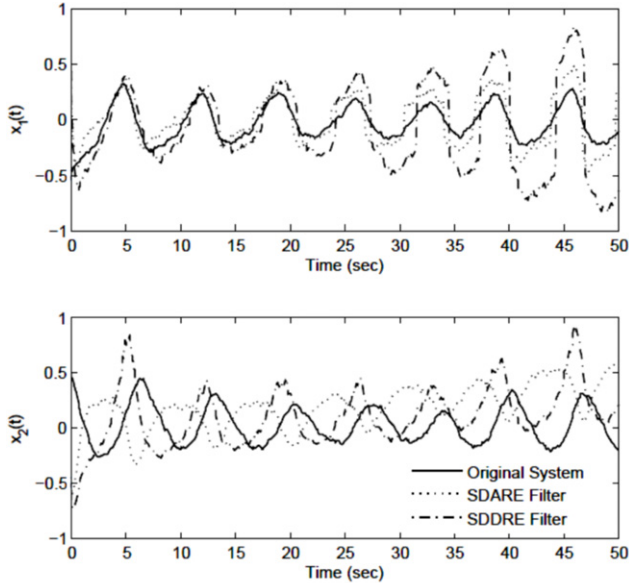 1
0.5
0
−0.5
−1
x1(t)
0 5 10 15 20 25 30 35 40 45 50
Time (sec)
1
0.5
0
−0.5
−1
x2(t)
Original System
SDARE Filter
SDDRE Filter
0 5 10 15 20 25 30 35 40 45 50
Time (sec)